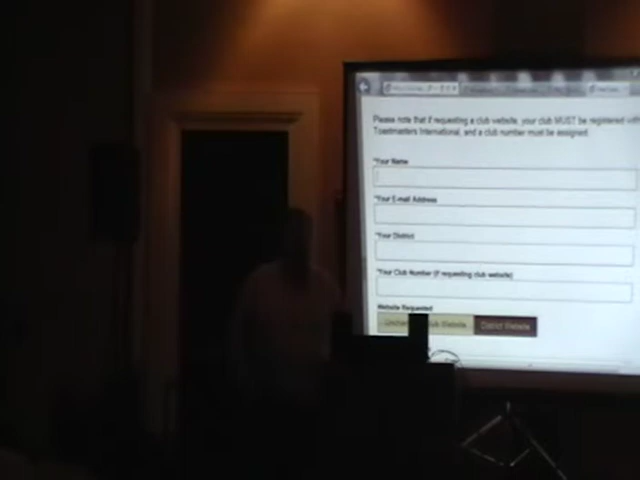 Please note that if requesting a club website, your club MUST be registered with
Toastmasters International, and a club number must be assigned.
*Your Name
*Your E-mail Address
*Your District
*Your Club Number (if requesting club website)
Website Requested
Club Website
District Website